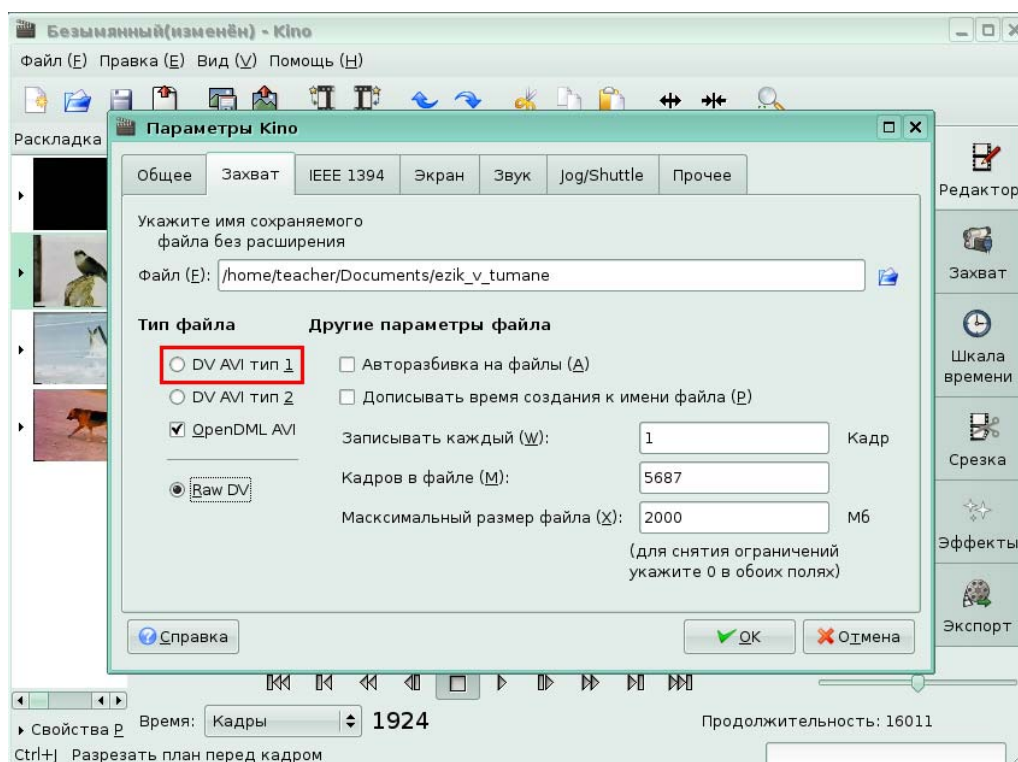 Безымянный(изменён) - Kino
Файл (F) Правка (E) Вид (V) Помощь (H)
Раскладка
Параметры Kino
Общее Захват IEEE 1394 Экран Звук Jog/Shuttle Прочее
Укажите имя сохраняемого
файла без расширения
Файл (F): /home/teacher/Documents/ezik_v_tumane
Тип файла Другие параметры файла
DV AVI тип 1 Авторазбивка на файлы (A)
DV AVI тип 2 Дописывать время создания к имени файла (P)
OpenDML AVI Записывать каждый (W): 1 Кадр
Кадров в файле (M): 5687
Raw DV
Масксимальный размер файла (X): 2000 Мб
(для снятия ограничений
укажите 0 в обоих полях)
Справка OK Отмена
Редактор
Захват
Шкала
времени
Срезка
Эффекты
Экспорт
Свойства P Время: Кадры 1924 Продолжительность: 16011
Ctrl+J Разрезать план перед кадром